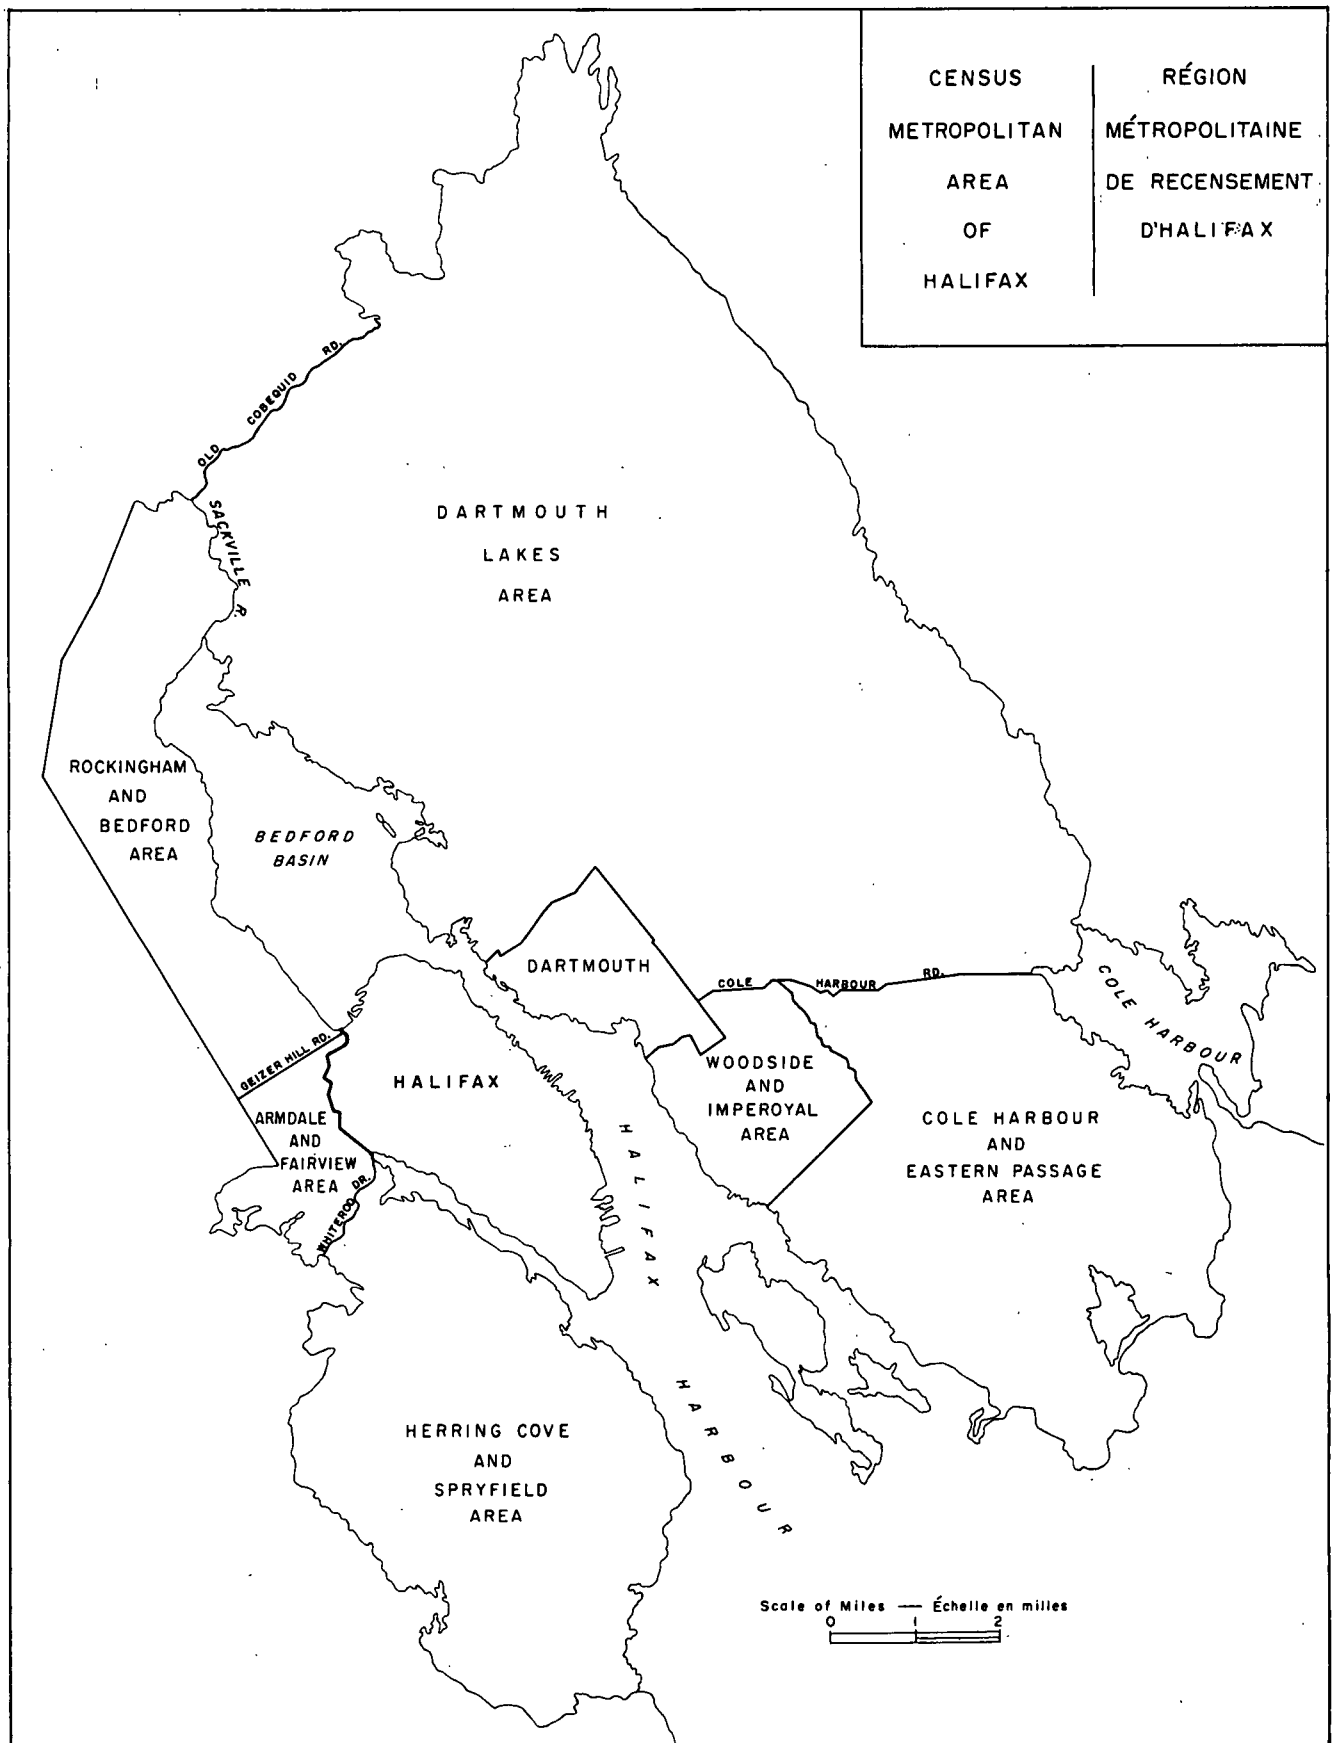 CENSUS
METROPOLITAN
AREA
OF
HALIFAX
RÉGION
MÉTROPOLITAINE
DE RECENSEMENT
D'HALIFAX
OLD COBEQUID RD.
SACKVILLE R.
DARTMOUTH
LAKES
AREA
ROCKINGHAM
AND
BEDFORD
AREA
BEDFORD
BASIN
DARTMOUTH
COLE HARBOUR RD.
COLE HARBOUR
GEIZER HILL RD.
HALIFAX
WOODSIDE
AND
IMPEROYAL
AREA
ARMDALE
AND
FAIRVIEW
AREA
WHITEROD DR.
COLE HARBOUR
AND
EASTERN PASSAGE
AREA
HALIFAX HARBOUR
HERRING COVE
AND
SPRYFIELD
AREA
Scale of Miles — Échelle en milles
0 1 2